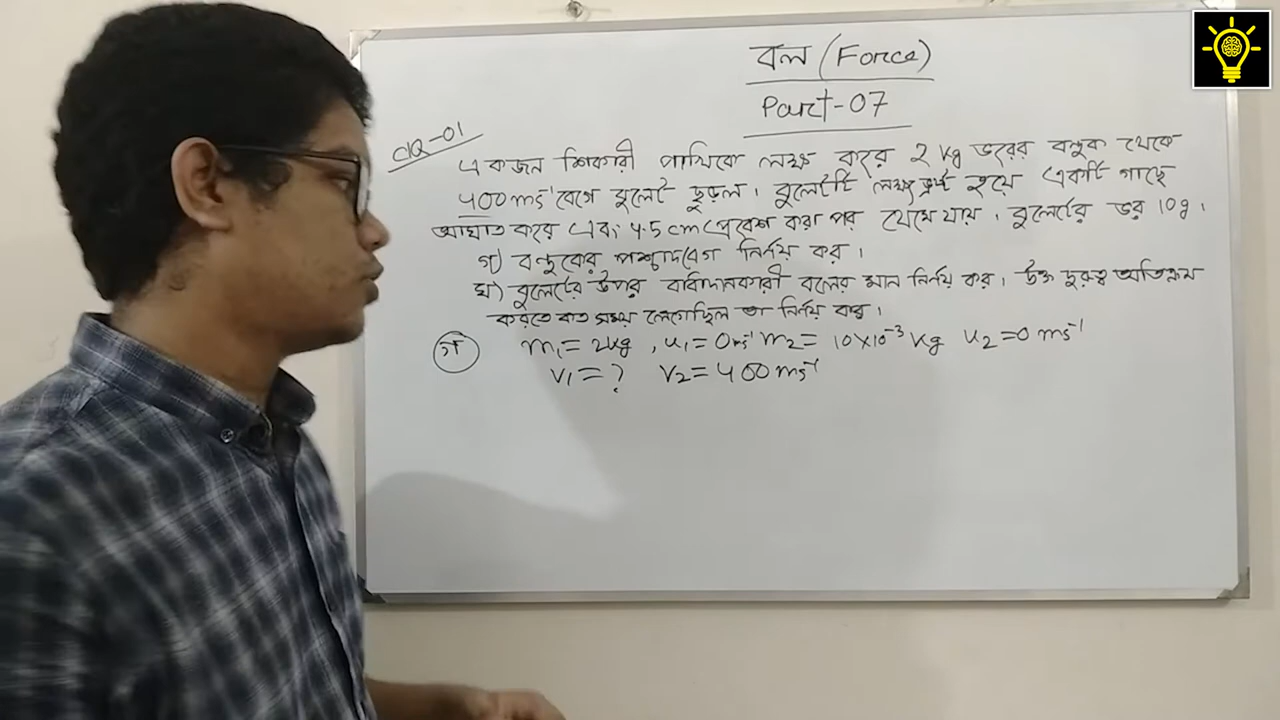 বল (Force)
Part-07
CQ-01
একজন শিকারী পাখিকে লক্ষ্য করে 2 kg ভরের বন্দুক থেকে
400 ms⁻¹ বেগে বুলেট ছুড়ল। বুলেটটি লক্ষ্যভ্রষ্ট হয়ে একটি গাছে
আঘাত করে এবং 4.5 cm প্রবেশ করা পর থেমে যায়। বুলেটের ভর 10g।
গ) বন্দুকের পশ্চাদবেগ নির্নয় কর।
ঘ) বুলেটের উপর বাধাদানকারী বলের মান নির্নয় কর। উক্ত দুরত্ব অতিক্রম
করতে কত সময় লেগেছিল তা নির্নয় কর।
গ m₁ = 2kg, u₁ = 0 ms⁻¹ m₂ = 10×10⁻³ kg u₂ = 0 ms⁻¹
v₁ = ? v₂ = 400 ms⁻¹